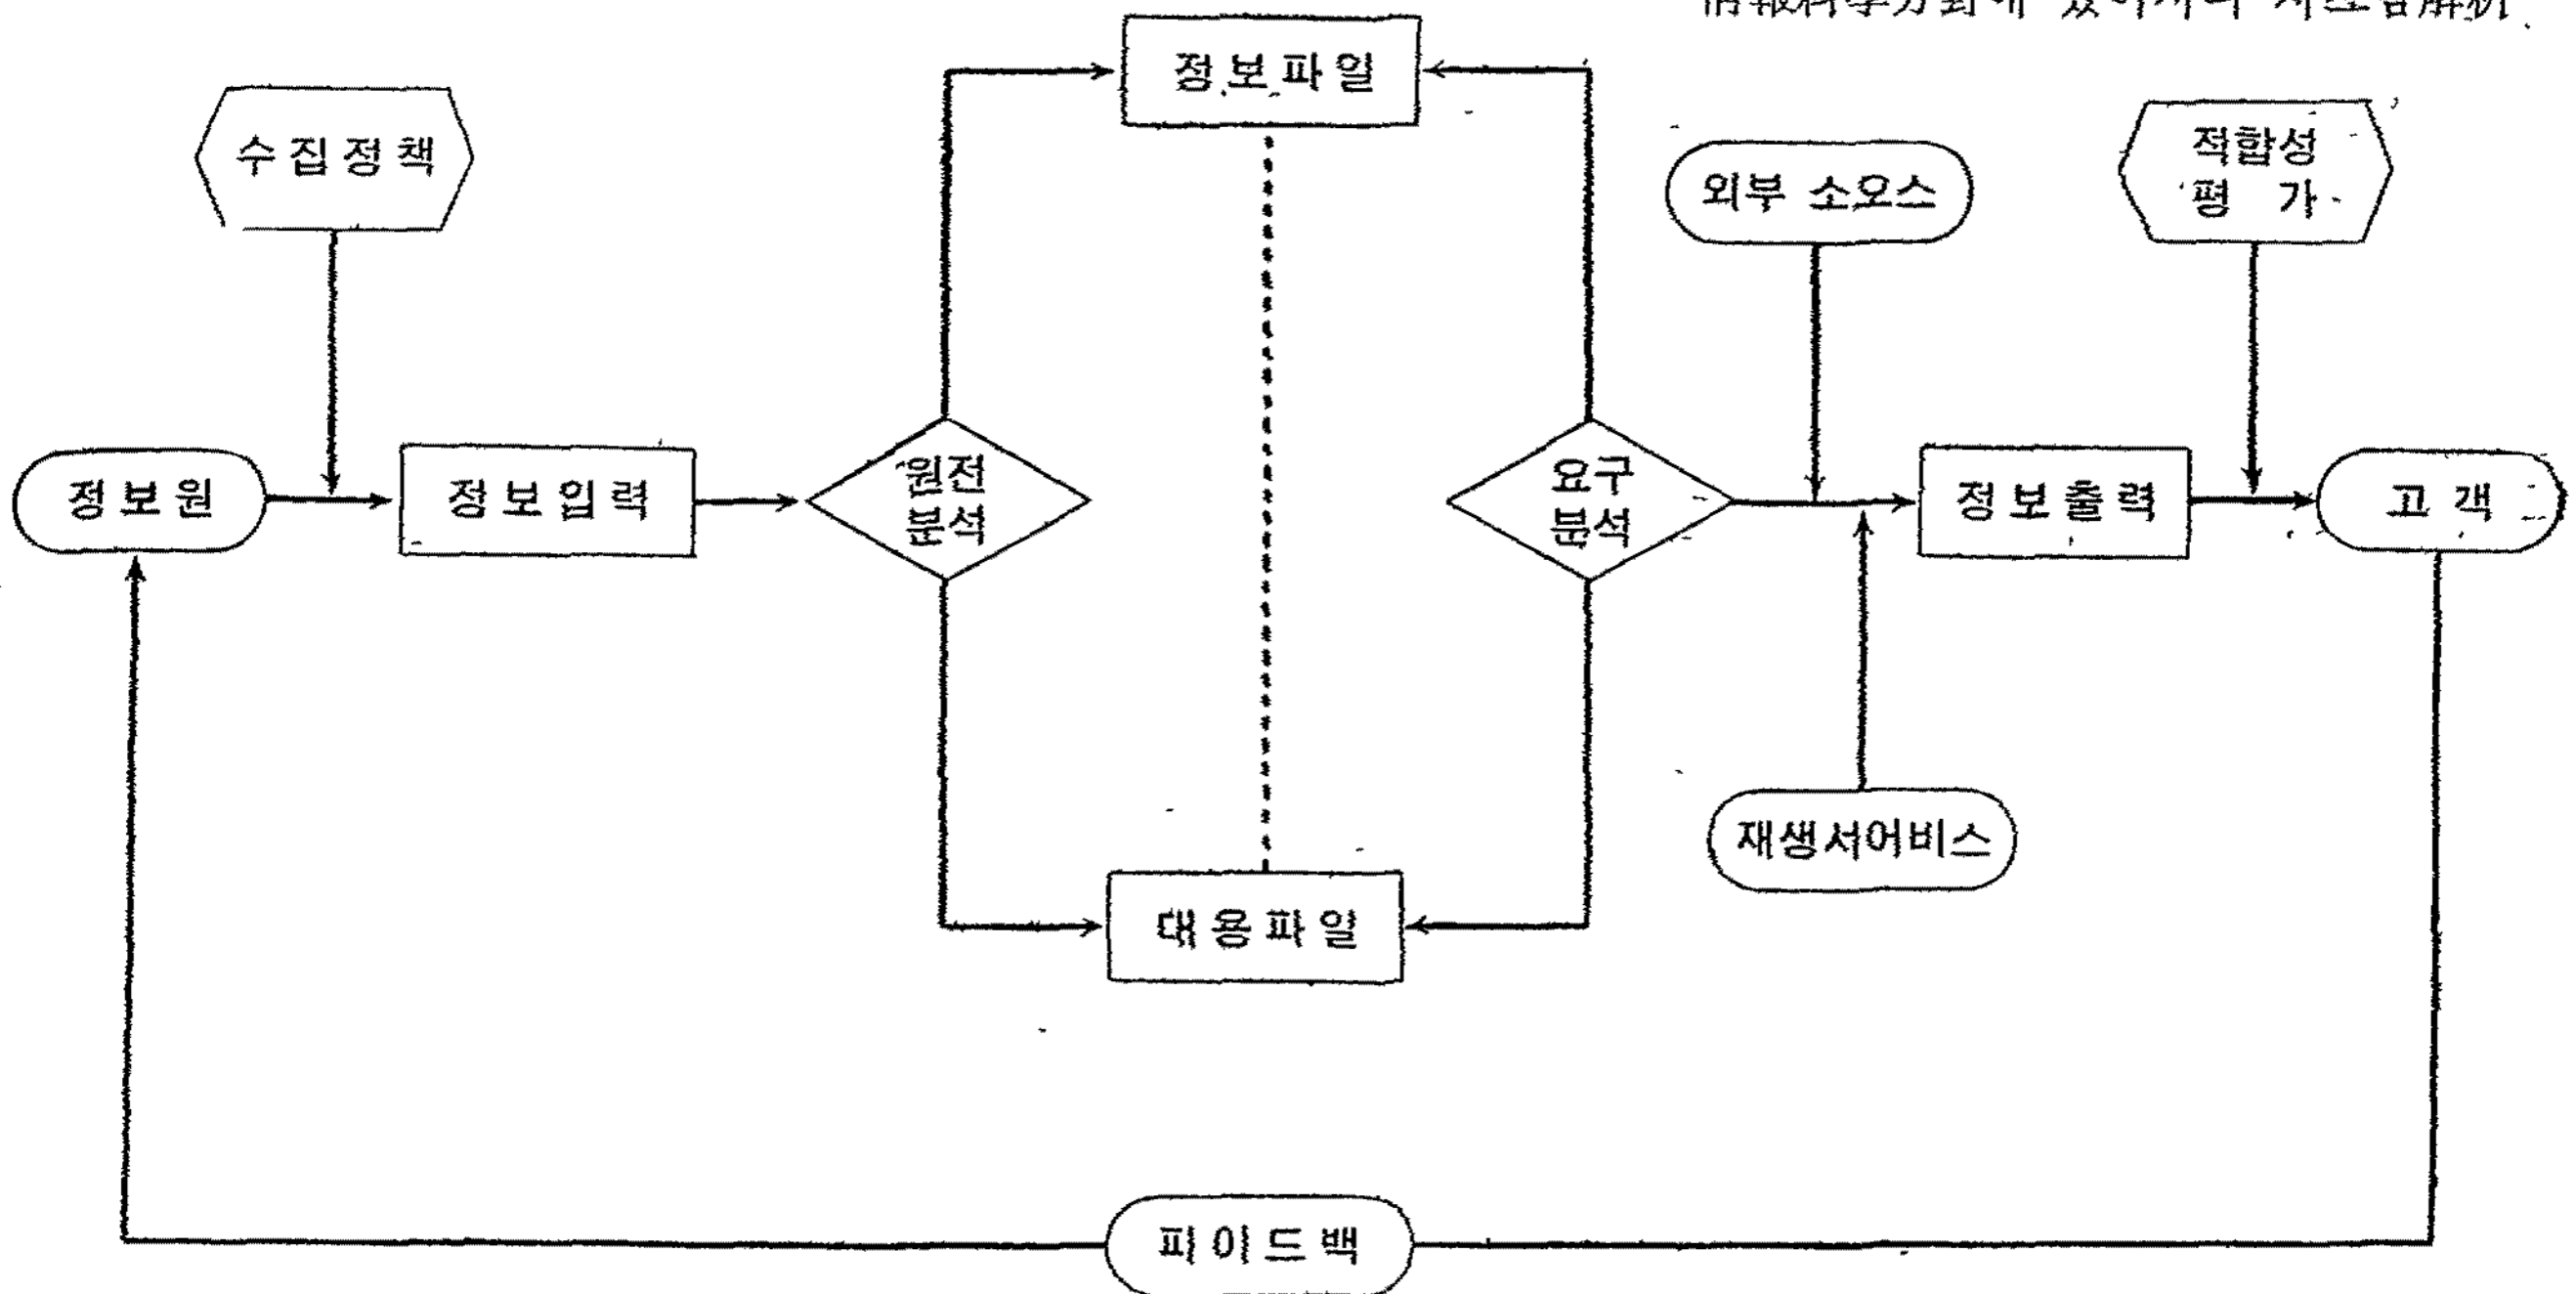 정보파일
수집정책
적합성
평 가
외부 소오스
정보원
정보입력
원전
분석
요구
분석
정보출력
고 객
재생서어비스
대용파일
피이드백